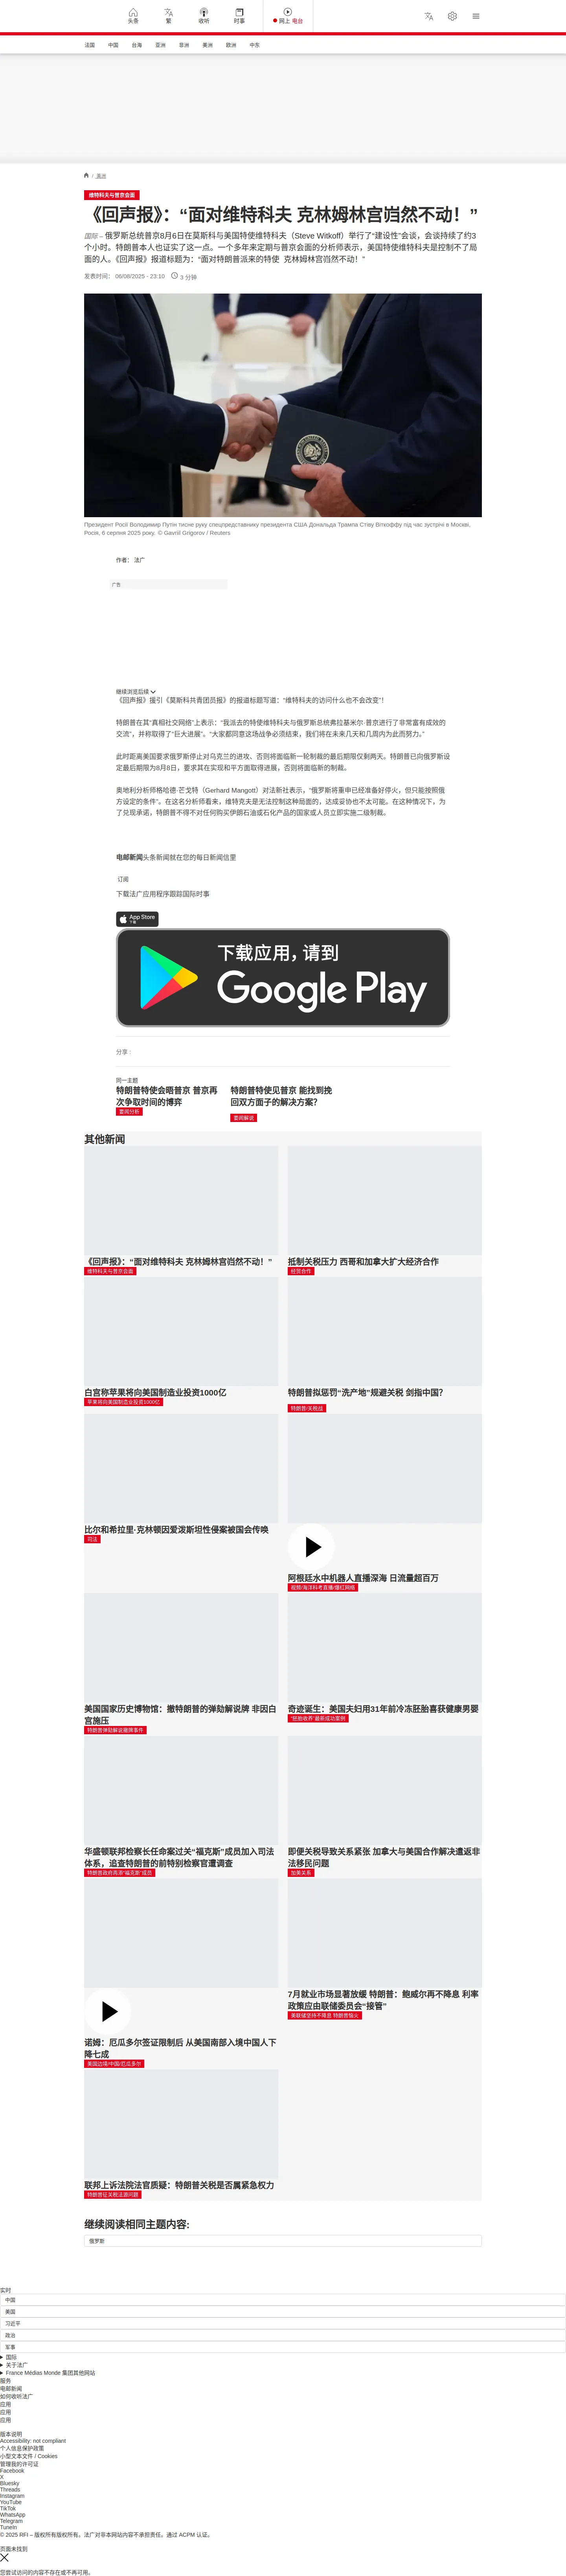 头条
繁
收听
时事
网上 电台
法国
中国
台海
亚洲
非洲
美洲
欧洲
中东
/ 美洲
维特科夫与普京会面
《回声报》：“面对维特科夫 克林姆林宫岿然不动！”
国际 – 俄罗斯总统普京8月6日在莫斯科与美国特使维特科夫（Steve Witkoff）举行了“建设性”会谈，会谈持续了约3
个小时。特朗普本人也证实了这一点。一个多年来定期与普京会面的分析师表示，美国特使维特科夫是控制不了局
面的人。《回声报》报道标题为：“面对特朗普派来的特使 克林姆林宫岿然不动！”
发表时间： 06/08/2025 - 23:10
3 分钟
Президент Росії Володимир Путін тисне руку спецпредставнику президента США Дональда Трампа Стіву Віткоффу під час зустрічі в Москві,
Росія, 6 серпня 2025 року. © Gavriil Grigorov / Reuters
作者： 法广
广告
继续浏览后续
《回声报》援引《莫斯科共青团员报》的报道标题写道：“维特科夫的访问什么也不会改变”！
特朗普在其“真相社交网络”上表示：“我派去的特使维特科夫与俄罗斯总统弗拉基米尔·普京进行了非常富有成效的
交流”，并称取得了“巨大进展”。“大家都同意这场战争必须结束，我们将在未来几天和几周内为此而努力。”
此时距离美国要求俄罗斯停止对乌克兰的进攻、否则将面临新一轮制裁的最后期限仅剩两天。特朗普已向俄罗斯设
定最后期限为8月8日，要求其在实现和平方面取得进展，否则将面临新的制裁。
奥地利分析师格哈德·芒戈特（Gerhard Mangott）对法新社表示，“俄罗斯将重申已经准备好停火，但只能按照俄
方设定的条件”。在这名分析师看来，维特克夫是无法控制这种局面的，达成妥协也不太可能。在这种情况下，为
了兑现承诺，特朗普不得不对任何购买伊朗石油或石化产品的国家或人员立即实施二级制裁。
电邮新闻头条新闻就在您的每日新闻信里
订阅
下载法广应用程序跟踪国际时事
App Store
下载
下载应用，请到
Google Play
分享 :
同一主题
特朗普特使会晤普京 普京再
次争取时间的博弈
要闻分析
特朗普特使见普京 能找到挽
回双方面子的解决方案？
要闻解说
其他新闻
《回声报》：“面对维特科夫 克林姆林宫岿然不动！”
维特科夫与普京会面
抵制关税压力 西哥和加拿大扩大经济合作
经贸合作
白宫称苹果将向美国制造业投资1000亿
苹果将向美国制造业投资1000亿
特朗普拟惩罚“洗产地”规避关税 剑指中国？
特朗普/关税战
比尔和希拉里·克林顿因爱泼斯坦性侵案被国会传唤
司法
阿根廷水中机器人直播深海 日流量超百万
视频/海洋科考直播/爆红网络
美国国家历史博物馆：撤特朗普的弹劾解说牌 非因白
宫施压
特朗普弹劾解说撤牌事件
奇迹诞生：美国夫妇用31年前冷冻胚胎喜获健康男婴
“胚胎收养”最新成功案例
华盛顿联邦检察长任命案过关“福克斯”成员加入司法
体系，追查特朗普的前特别检察官遭调查
特朗普政府再添“福克斯”成员
即便关税导致关系紧张 加拿大与美国合作解决遣返非
法移民问题
加美关系
诺姆：厄瓜多尔签证限制后 从美国南部入境中国人下
降七成
美国边境/中国/厄瓜多尔
7月就业市场显著放缓 特朗普：鲍威尔再不降息 利率
政策应由联储委员会“接管”
美联储坚持不降息 特朗普恼火
联邦上诉法院法官质疑：特朗普关税是否属紧急权力
特朗普征关税法源问题
继续阅读相同主题内容:
俄罗斯
实时
中国
美国
习近平
政治
军事
国际
关于法广
France Médias Monde 集团其他网站
服务
电邮新闻
如何收听法广
应用
应用
应用
版本说明
Accessibility: not compliant
个人信息保护政策
小型文本文件 / Cookies
管理我的许可证
Facebook
X
Bluesky
Threads
Instagram
YouTube
TikTok
WhatsApp
Telegram
TuneIn
© 2025 RFI – 版权所有版权所有。法广对非本网站内容不承担责任。通过 ACPM 认证。
页面未找到
您尝试访问的内容不存在或不再可用。